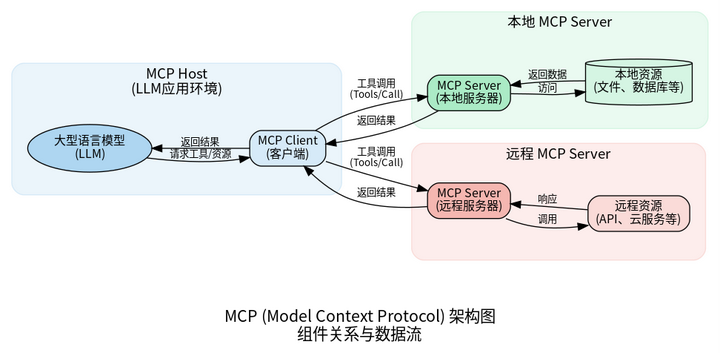 本地 MCP Server
MCP Host
(LLM应用环境)
大型语言模型
(LLM)
返回结果
请求工具/资源
MCP Client
(客户端)
工具调用
(Tools/Call)
返回结果
MCP Server
(本地服务器)
返回数据
访问
本地资源
(文件、数据库等)
远程 MCP Server
工具调用
(Tools/Call)
返回结果
MCP Server
(远程服务器)
响应
调用
远程资源
(API、云服务等)
MCP (Model Context Protocol) 架构图
组件关系与数据流